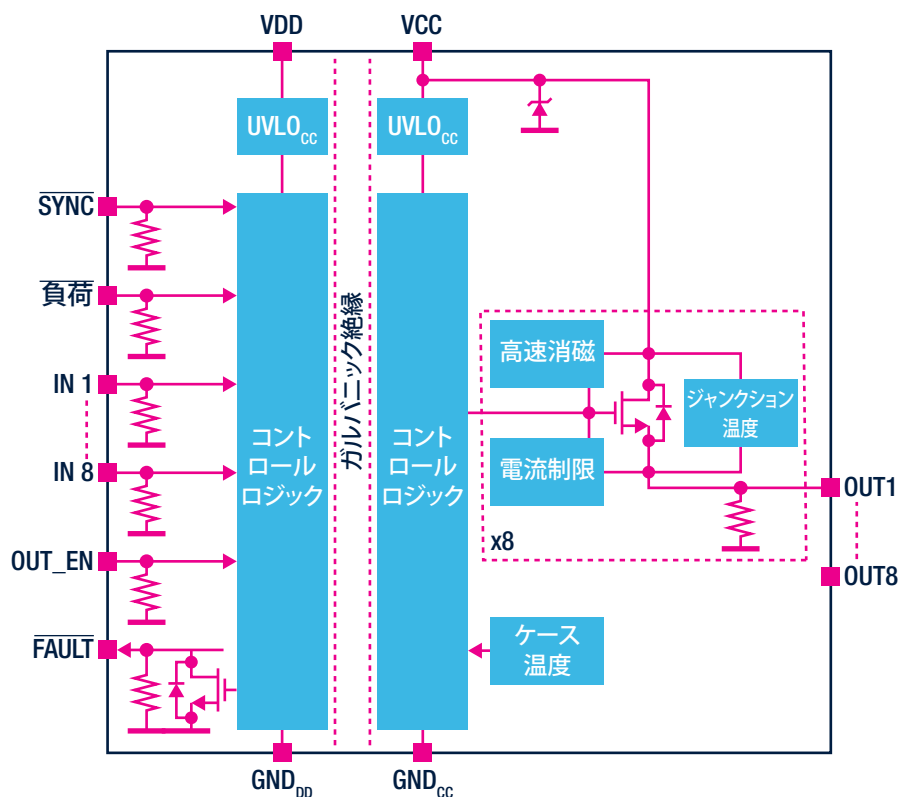 VDD
VCC
UVLOCC
UVLOCC
SYNC
負荷
IN 1
IN 8
OUT_EN
FAULT
コント
ロール
ロジック
ガルバニック絶縁
コント
ロール
ロジック
高速消磁
電流制限
ジャンクション
温度
x8
OUT1
OUT8
ケース
温度
GNDDD
GNDCC